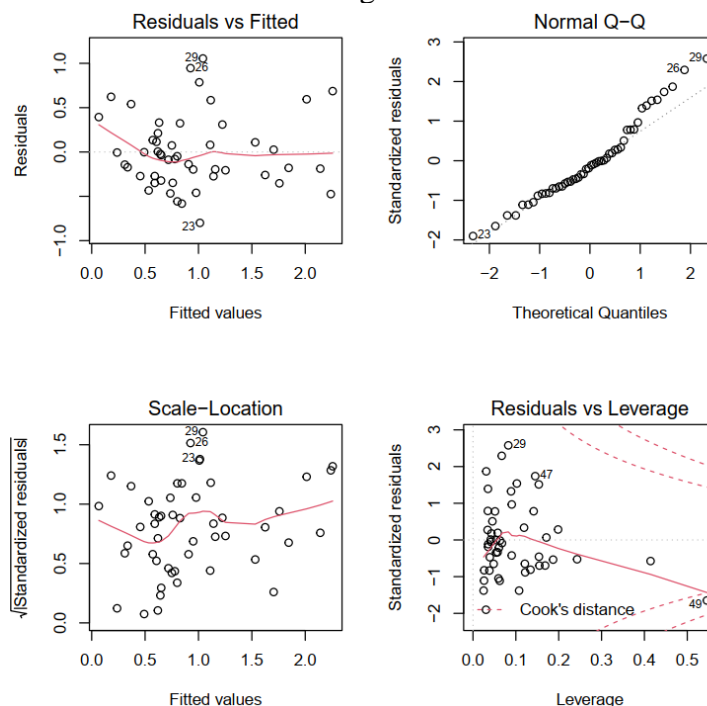 Residuals vs Fitted
Residuals
1.0
0.5
0.0
−1.0
29
26
23
0.0 0.5 1.0 1.5 2.0
Fitted values
Normal Q−Q
Standardized residuals
3
2
1
0
−1
−2
26
29
23
−2 −1 0 1 2
Theoretical Quantiles
Scale−Location
√|Standardized residuals|
1.5
1.0
0.5
0.0
29
26
23
0.0 0.5 1.0 1.5 2.0
Fitted values
Residuals vs Leverage
Standardized residuals
3
2
1
0
−1
−2
29
47
49
Cook's distance
0.0 0.1 0.2 0.3 0.4 0.5
Leverage